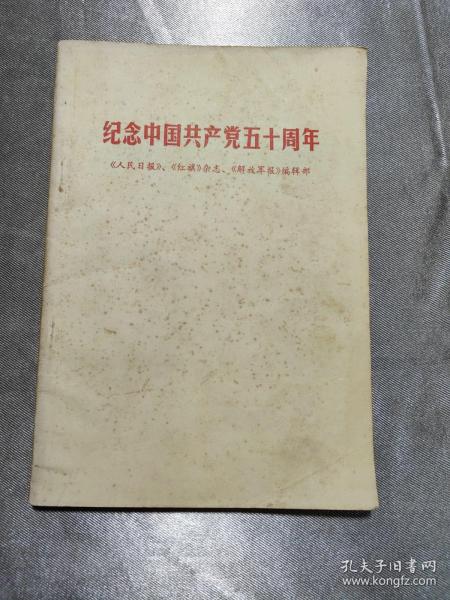 纪念中国共产党五十周年
《人民日报》、《红旗》杂志、《解放军报》编辑部
孔夫子旧书网
www.kongfz.com